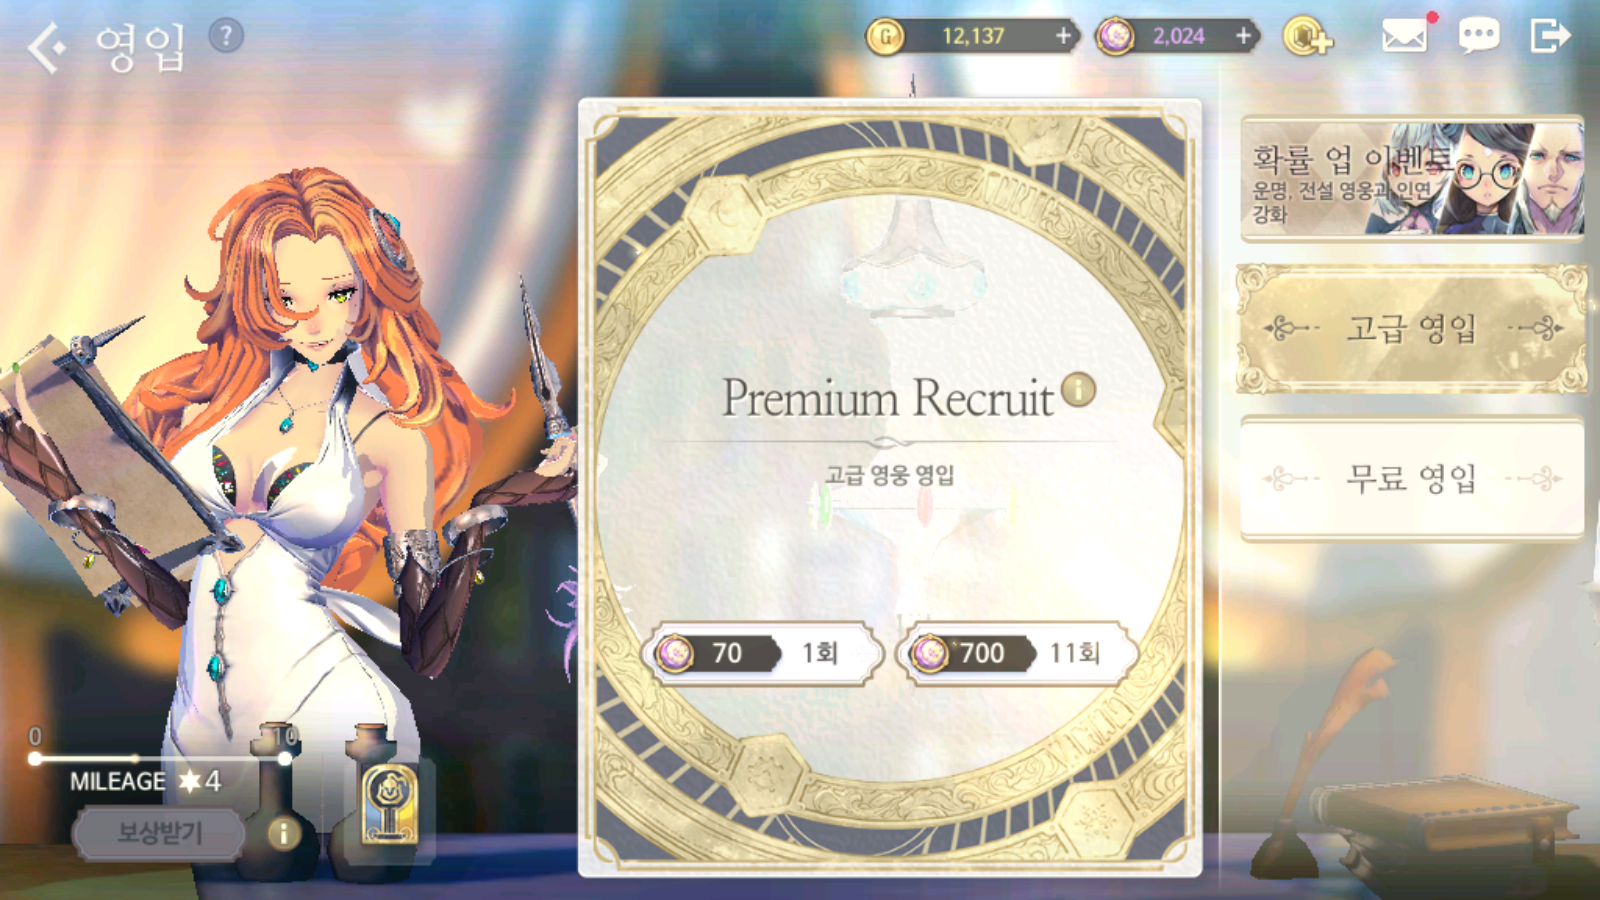 영입
?
G
12,137
+
2,024
+
확률 업 이벤트
운명, 전설 영웅과 인연
강화
고급 영입
무료 영입
Premium Recruit
i
고급 영웅 영입
70
1회
700
11회
0
10
MILEAGE ★4
보상받기
i